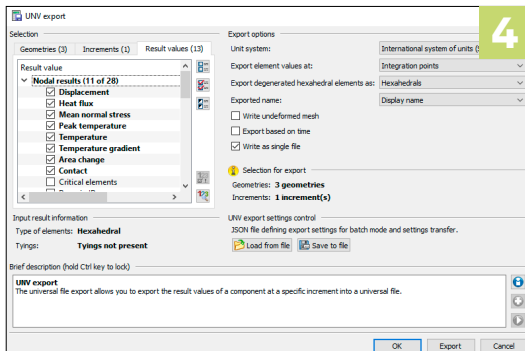 UNV export
4
Selection
Geometries (3) Increments (1) Result values (13)
Result value
Nodal results (11 of 28)
Displacement
Heat flux
Mean normal stress
Peak temperature
Temperature
Temperature gradient
Area change
Contact
Critical elements
Export options
Unit system: International system of units
Export element values at: Integration points
Export degenerated hexahedral elements as: Hexahedrals
Exported name: Display name
Write undeformed mesh
Export based on time
Write as single file
Selection for export
Geometries: 3 geometries
Increments: 1 increment(s)
Input result information
Type of elements: Hexahedral
Tyings: Tyings not present
UNV export settings control
JSON file defining export settings for batch mode and settings transfer.
Load from file Save to file
Brief description (hold Ctrl key to lock)
UNV export
The universal file export allows you to export the result values of a component at a specific increment into a universal file.
OK Export Cancel